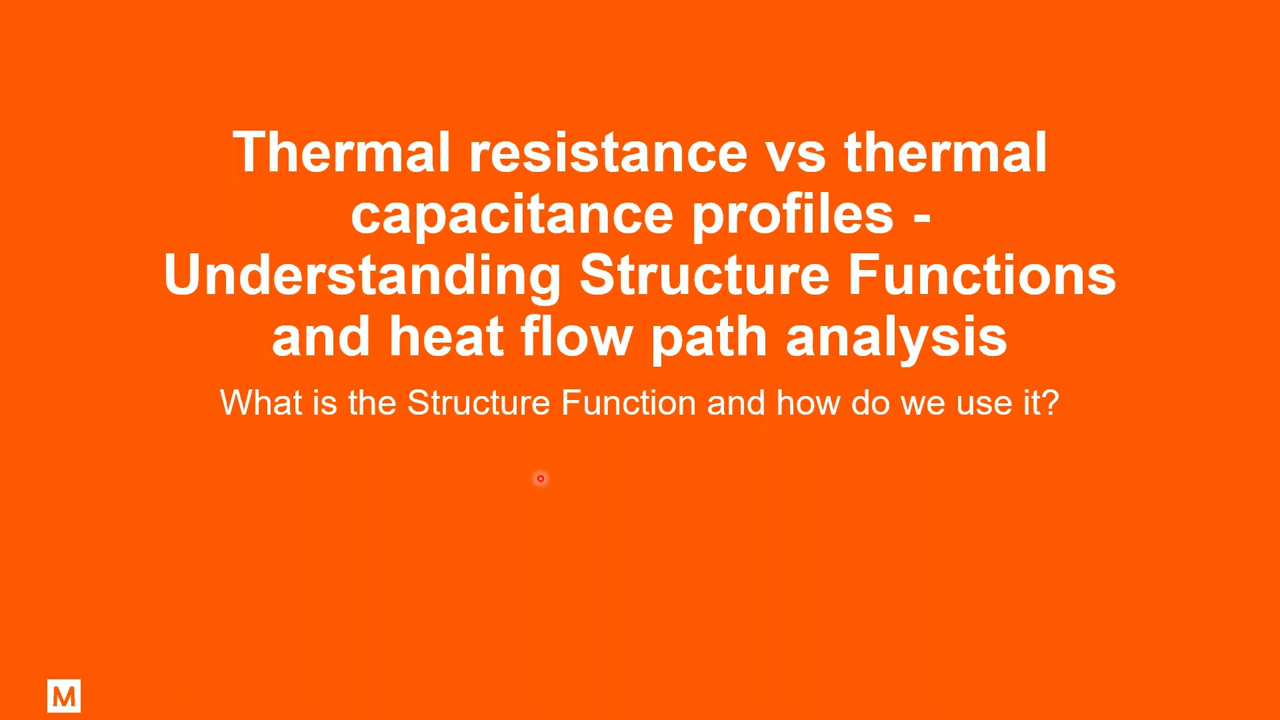 Thermal resistance vs thermal
capacitance profiles -
Understanding Structure Functions
and heat flow path analysis
What is the Structure Function and how do we use it?
M